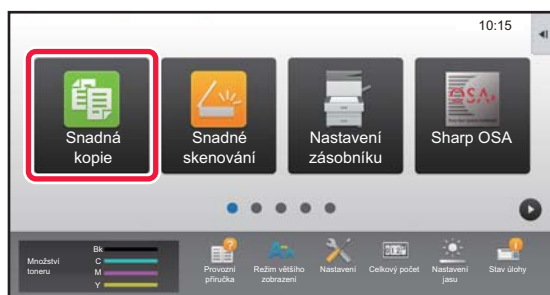 10:15
Snadná
kopie
Snadné
skenování
Nastavení
zásobníku
Sharp OSA
OSA
Množství
toneru
Bk
C
M
Y
Provozní
příručka
Režim většího
zobrazení
Nastavení
Celkový počet
Nastavení
jasu
Stav úlohy